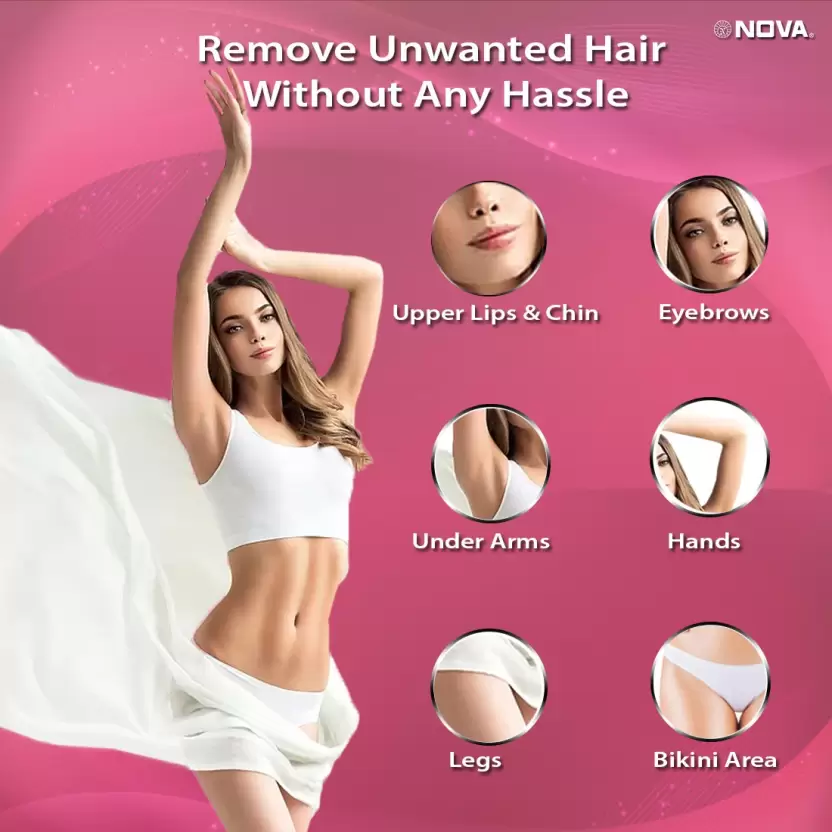 NOVA
Remove Unwanted Hair
Without Any Hassle
Upper Lips & Chin
Eyebrows
Under Arms
Hands
Legs
Bikini Area